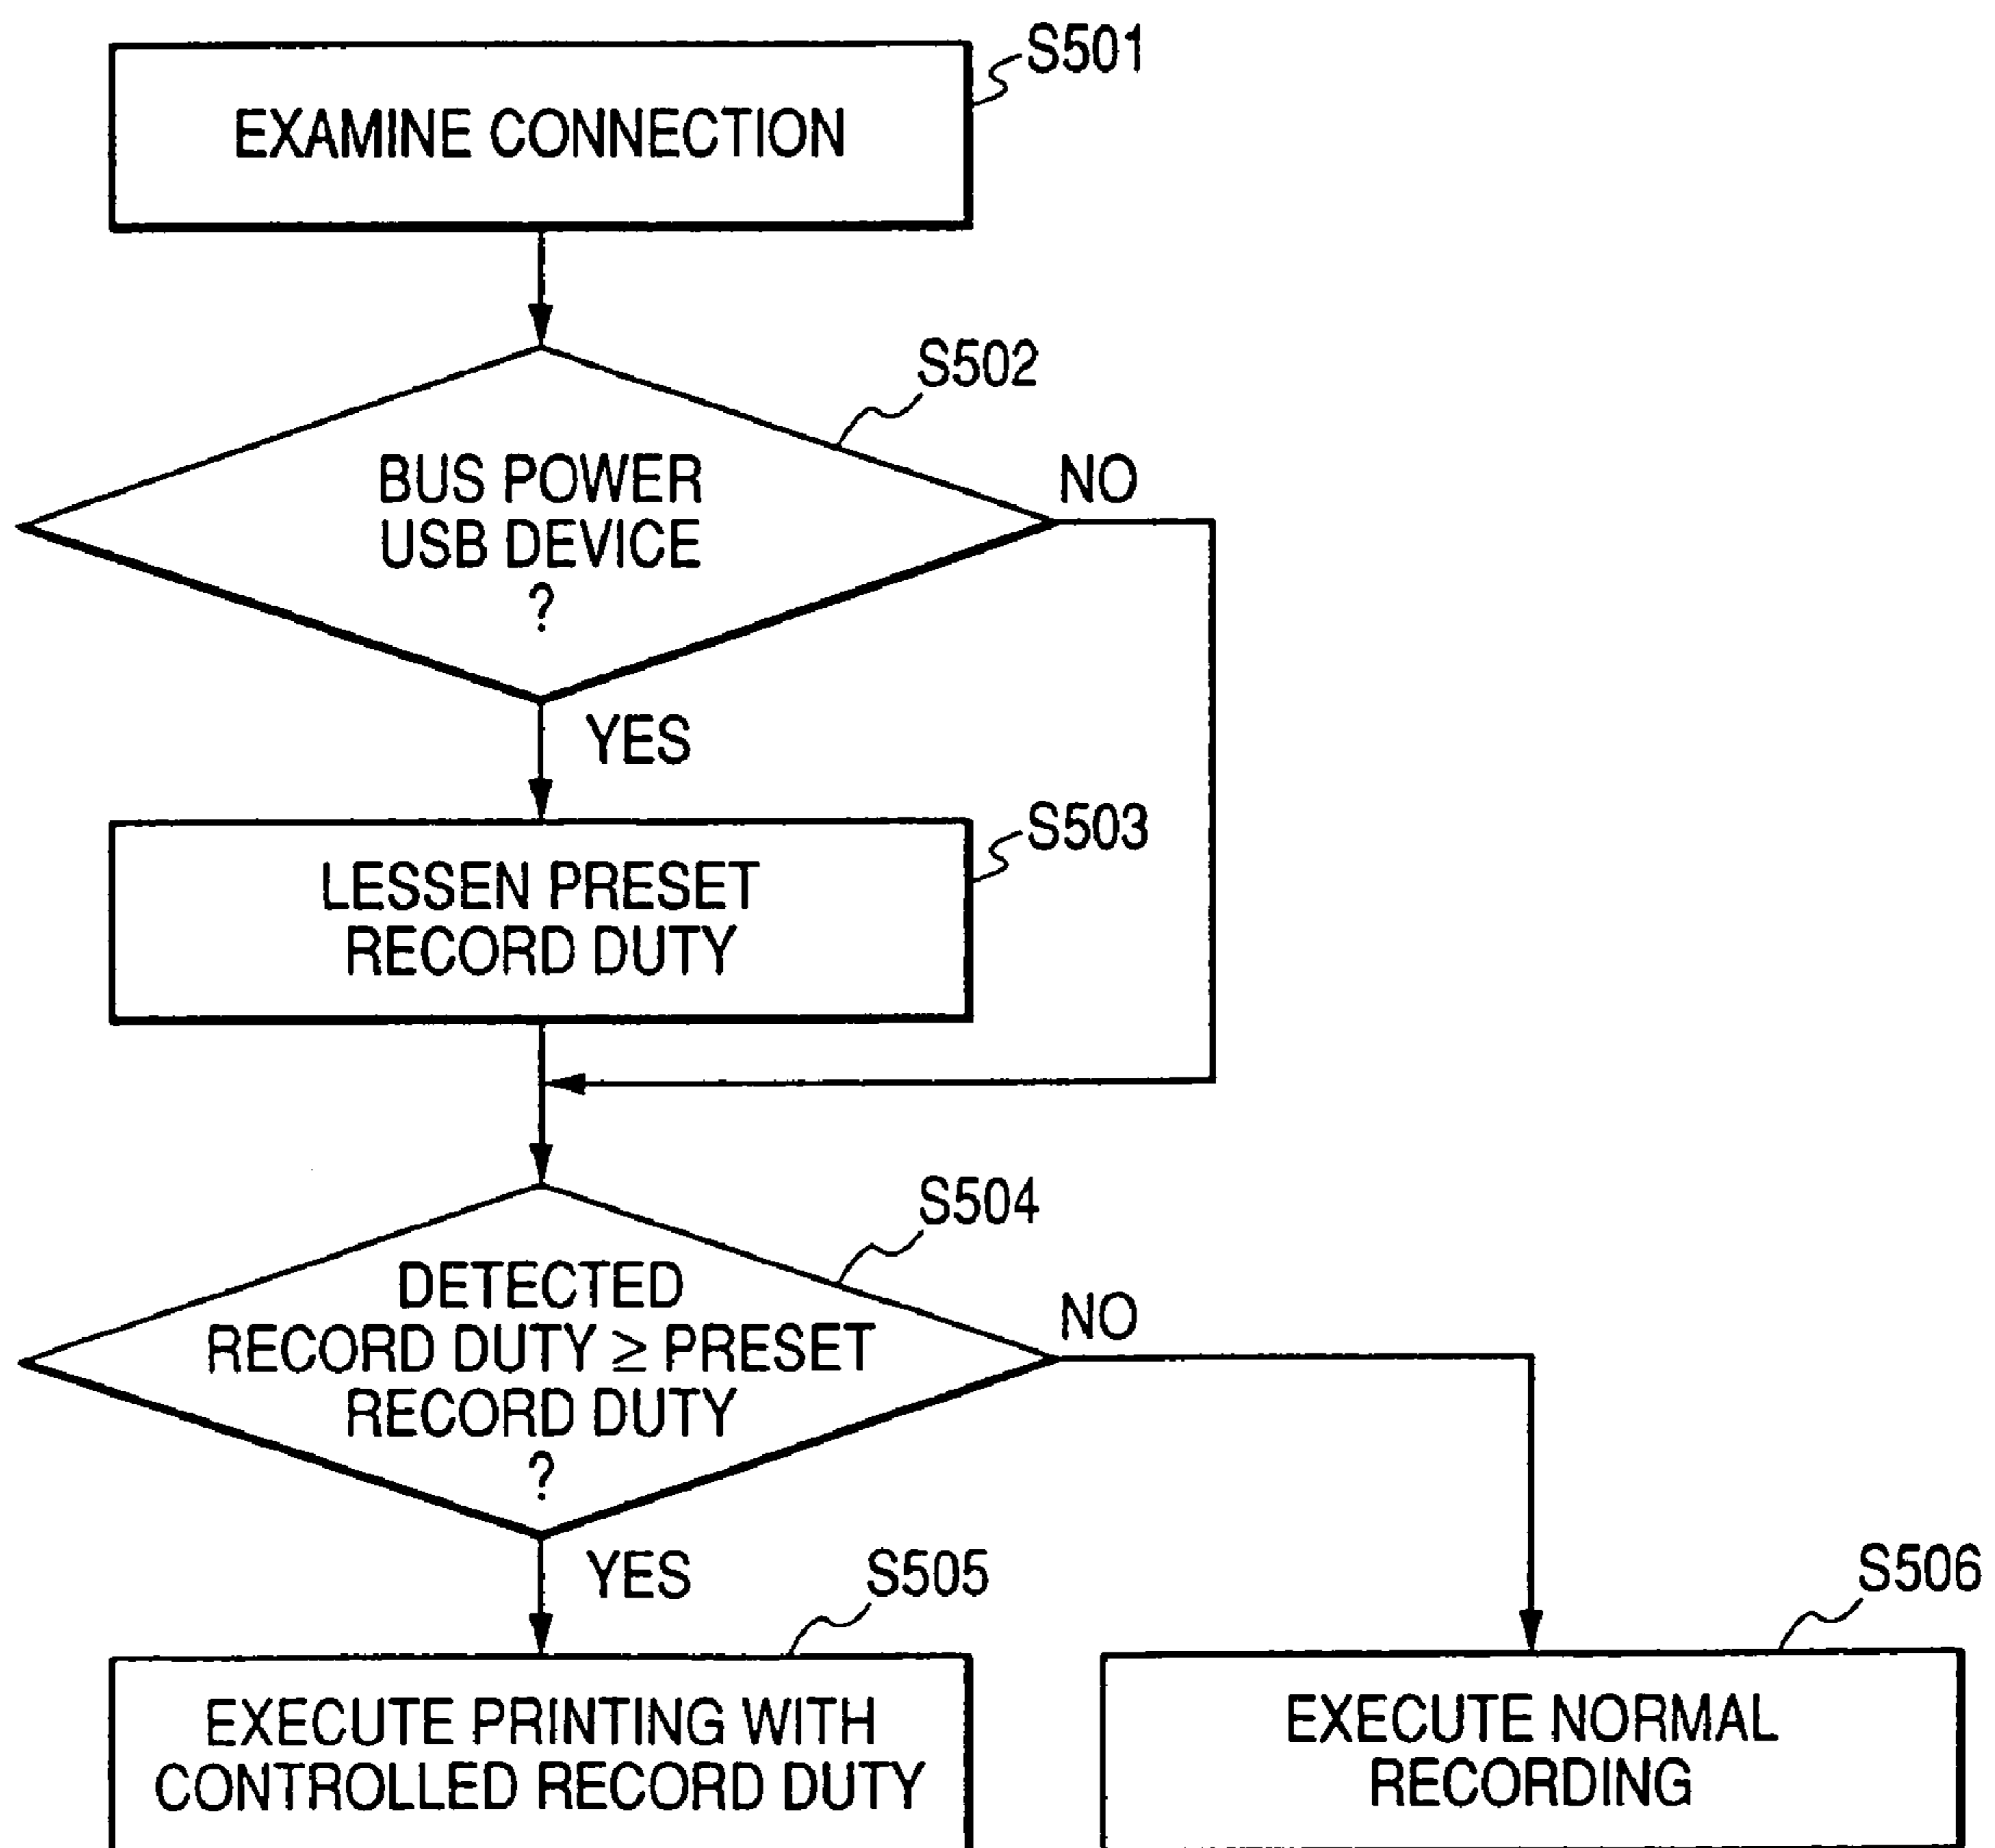 S501
EXAMINE CONNECTION
S502
BUS POWER
USB DEVICE
?
NO
YES
S503
LESSEN PRESET
RECORD DUTY
S504
DETECTED
RECORD DUTY ≥ PRESET
RECORD DUTY
?
NO
YES
S505
EXECUTE PRINTING WITH
CONTROLLED RECORD DUTY
S506
EXECUTE NORMAL
RECORDING